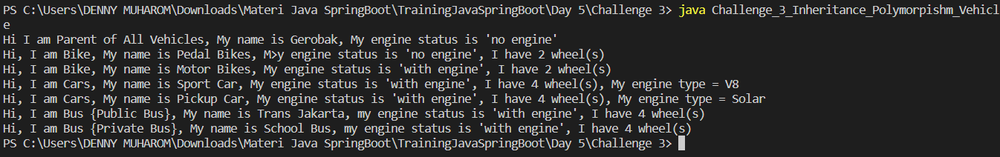 PS C:\Users\DENNY MUHAROM\Downloads\Materi Java SpringBoot\TrainingJavaSpringBoot\Day 5\Challenge 3> java Challenge_3_Inheritance_Polymorpishm_Vehicl
e
Hi I am Parent of All Vehicles, My name is Gerobak, My engine status is 'no engine'
Hi, I am Bike, My name is Pedal Bikes, M>y engine status is 'no engine', I have 2 wheel(s)
Hi, I am Bike, My name is Motor Bikes, My engine status is 'with engine', I have 2 wheel(s)
Hi, I am Cars, My name is Sport Car, My engine status is 'with engine', I have 4 wheel(s), My engine type = V8
Hi, I am Cars, My name is Pickup Car, My engine status is 'with engine', I have 4 wheel(s), My engine type = Solar
Hi, I am Bus {Public Bus}, My name is Trans Jakarta, my engine status is 'with engine', I have 4 wheel(s)
Hi, I am Bus {Private Bus}, My name is School Bus, my engine status is 'with engine', I have 4 wheel(s)
PS C:\Users\DENNY MUHAROM\Downloads\Materi Java SpringBoot\TrainingJavaSpringBoot\Day 5\Challenge 3>